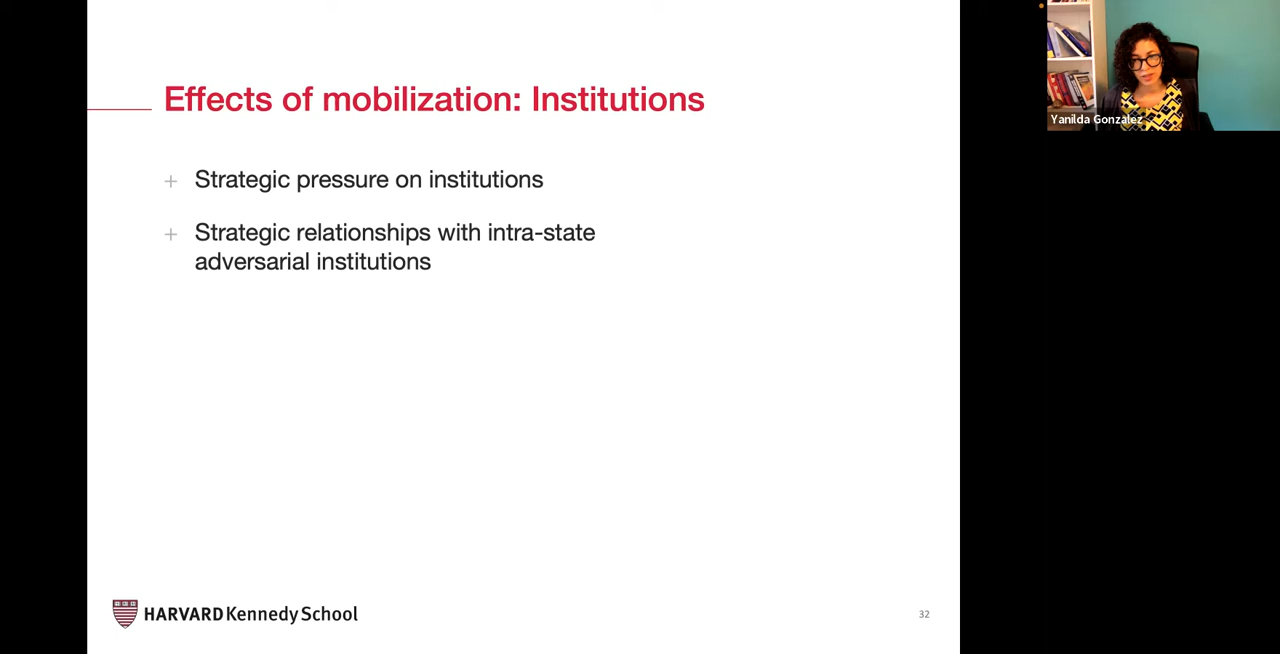 Effects of mobilization: Institutions
+ Strategic pressure on institutions
+ Strategic relationships with intra-state
adversarial institutions
HARVARD Kennedy School
32
Yanilda González